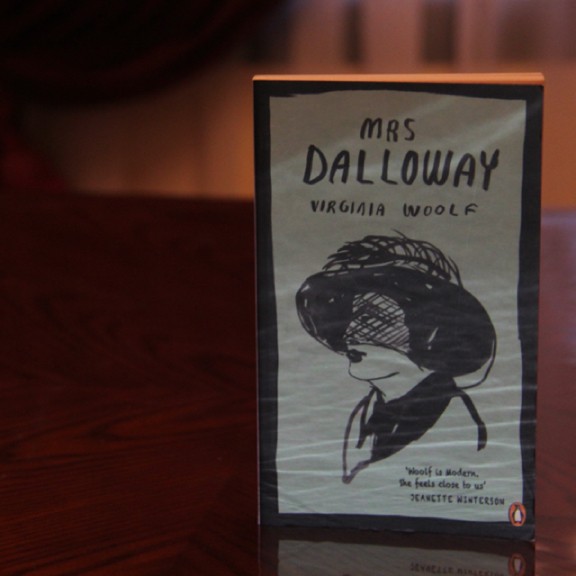 MRS
DALLOWAY
VIRGINIA WOOLF
'Woolf is Modern.
She feels close to us'
JEANETTE WINTERSON